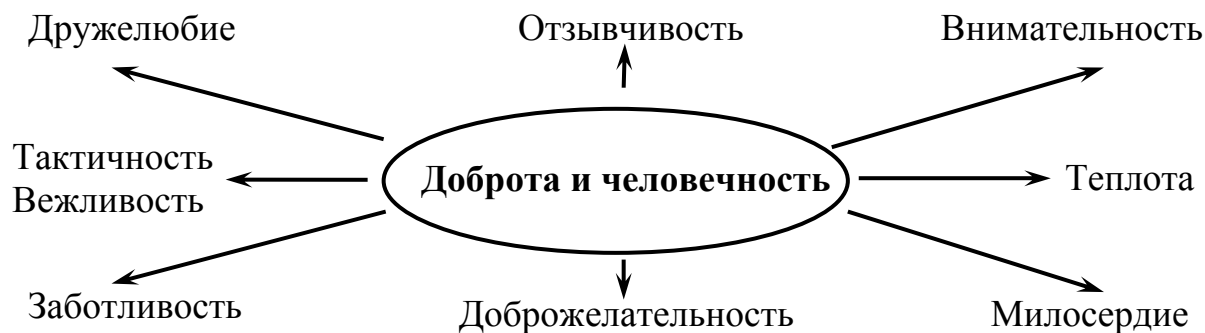 Дружелюбие
Отзывчивость
Внимательность
Тактичность
Вежливость
Доброта и человечность
Теплота
Заботливость
Доброжелательность
Милосердие